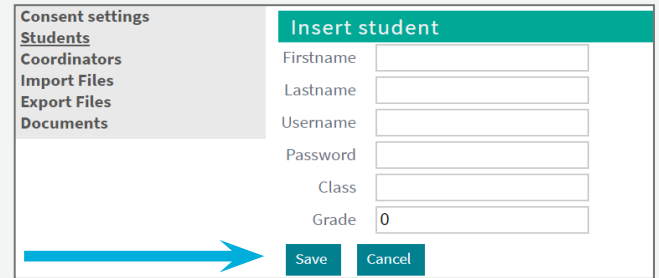 Consent settings
Students
Coordinators
Import Files
Export Files
Documents
Insert student
Firstname
Lastname
Username
Password
Class
Grade 0
Save Cancel